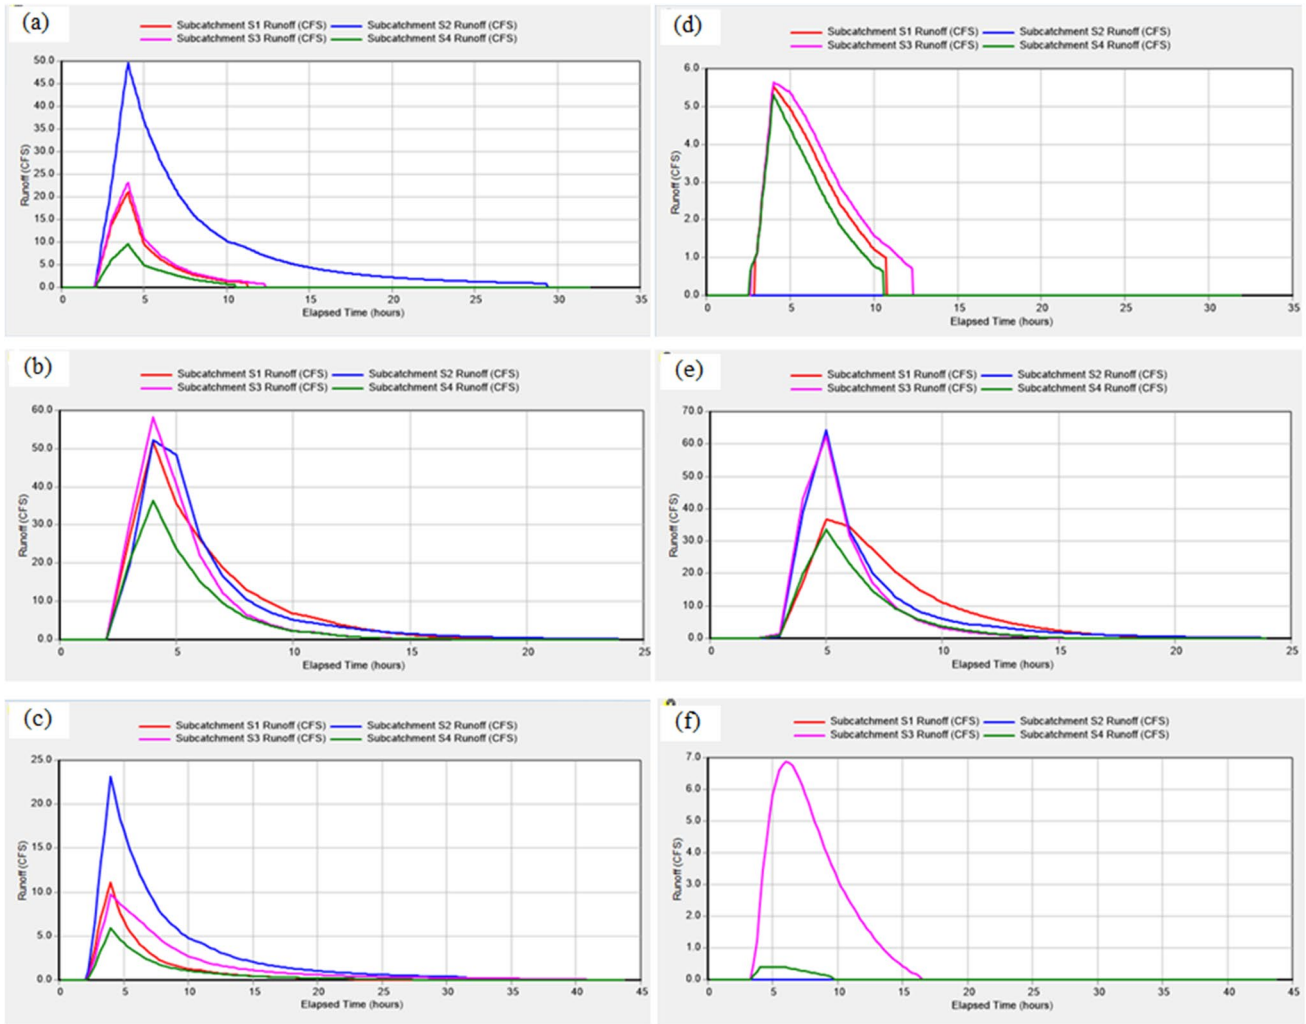 (a)
Subcatchment S1 Runoff (CFS) Subcatchment S2 Runoff (CFS)
Subcatchment S3 Runoff (CFS) Subcatchment S4 Runoff (CFS)
50.0
45.0
40.0
35.0
30.0
25.0
20.0
15.0
10.0
5.0
0.0
Runoff (CFS)
0 5 10 15 20 25 30 35
Elapsed Time (hours)
(d)
Subcatchment S1 Runoff (CFS) Subcatchment S2 Runoff (CFS)
Subcatchment S3 Runoff (CFS) Subcatchment S4 Runoff (CFS)
6.0
5.0
4.0
3.0
2.0
1.0
0.0
Runoff (CFS)
0 5 10 15 20 25 30 35
Elapsed Time (hours)
(b)
Subcatchment S1 Runoff (CFS) Subcatchment S2 Runoff (CFS)
Subcatchment S3 Runoff (CFS) Subcatchment S4 Runoff (CFS)
60.0
50.0
40.0
30.0
20.0
10.0
0.0
Runoff (CFS)
0 5 10 15 20 25
Elapsed Time (hours)
(e)
Subcatchment S1 Runoff (CFS) Subcatchment S2 Runoff (CFS)
Subcatchment S3 Runoff (CFS) Subcatchment S4 Runoff (CFS)
70.0
60.0
50.0
40.0
30.0
20.0
10.0
0.0
Runoff (CFS)
0 5 10 15 20 25
Elapsed Time (hours)
(c)
Subcatchment S1 Runoff (CFS) Subcatchment S2 Runoff (CFS)
Subcatchment S3 Runoff (CFS) Subcatchment S4 Runoff (CFS)
25.0
20.0
15.0
10.0
5.0
0.0
Runoff (CFS)
0 5 10 15 20 25 30 35 40 45
Elapsed Time (hours)
(f)
Subcatchment S1 Runoff (CFS) Subcatchment S2 Runoff (CFS)
Subcatchment S3 Runoff (CFS) Subcatchment S4 Runoff (CFS)
7.0
6.0
5.0
4.0
3.0
2.0
1.0
0.0
Runoff (CFS)
0 5 10 15 20 25 30 35 40 45
Elapsed Time (hours)